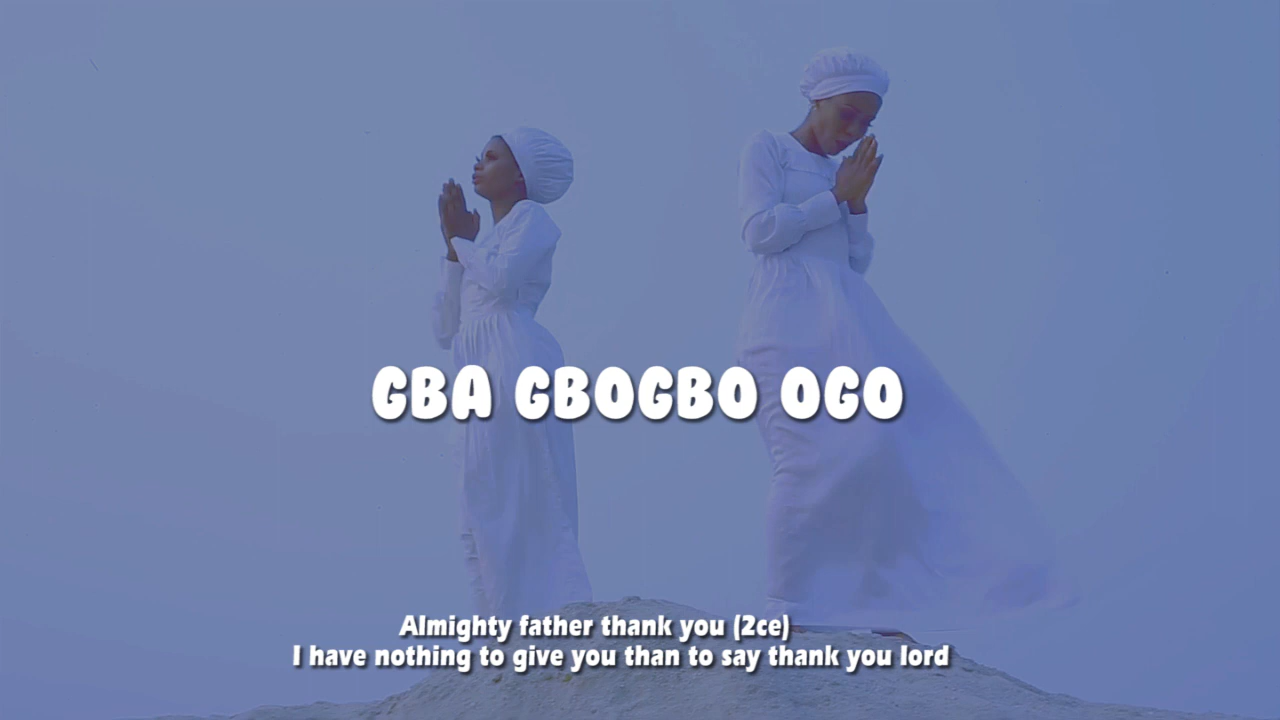 GBA GBOGBO OGO
Almighty father thank you (2ce)
I have nothing to give you than to say thank you lord